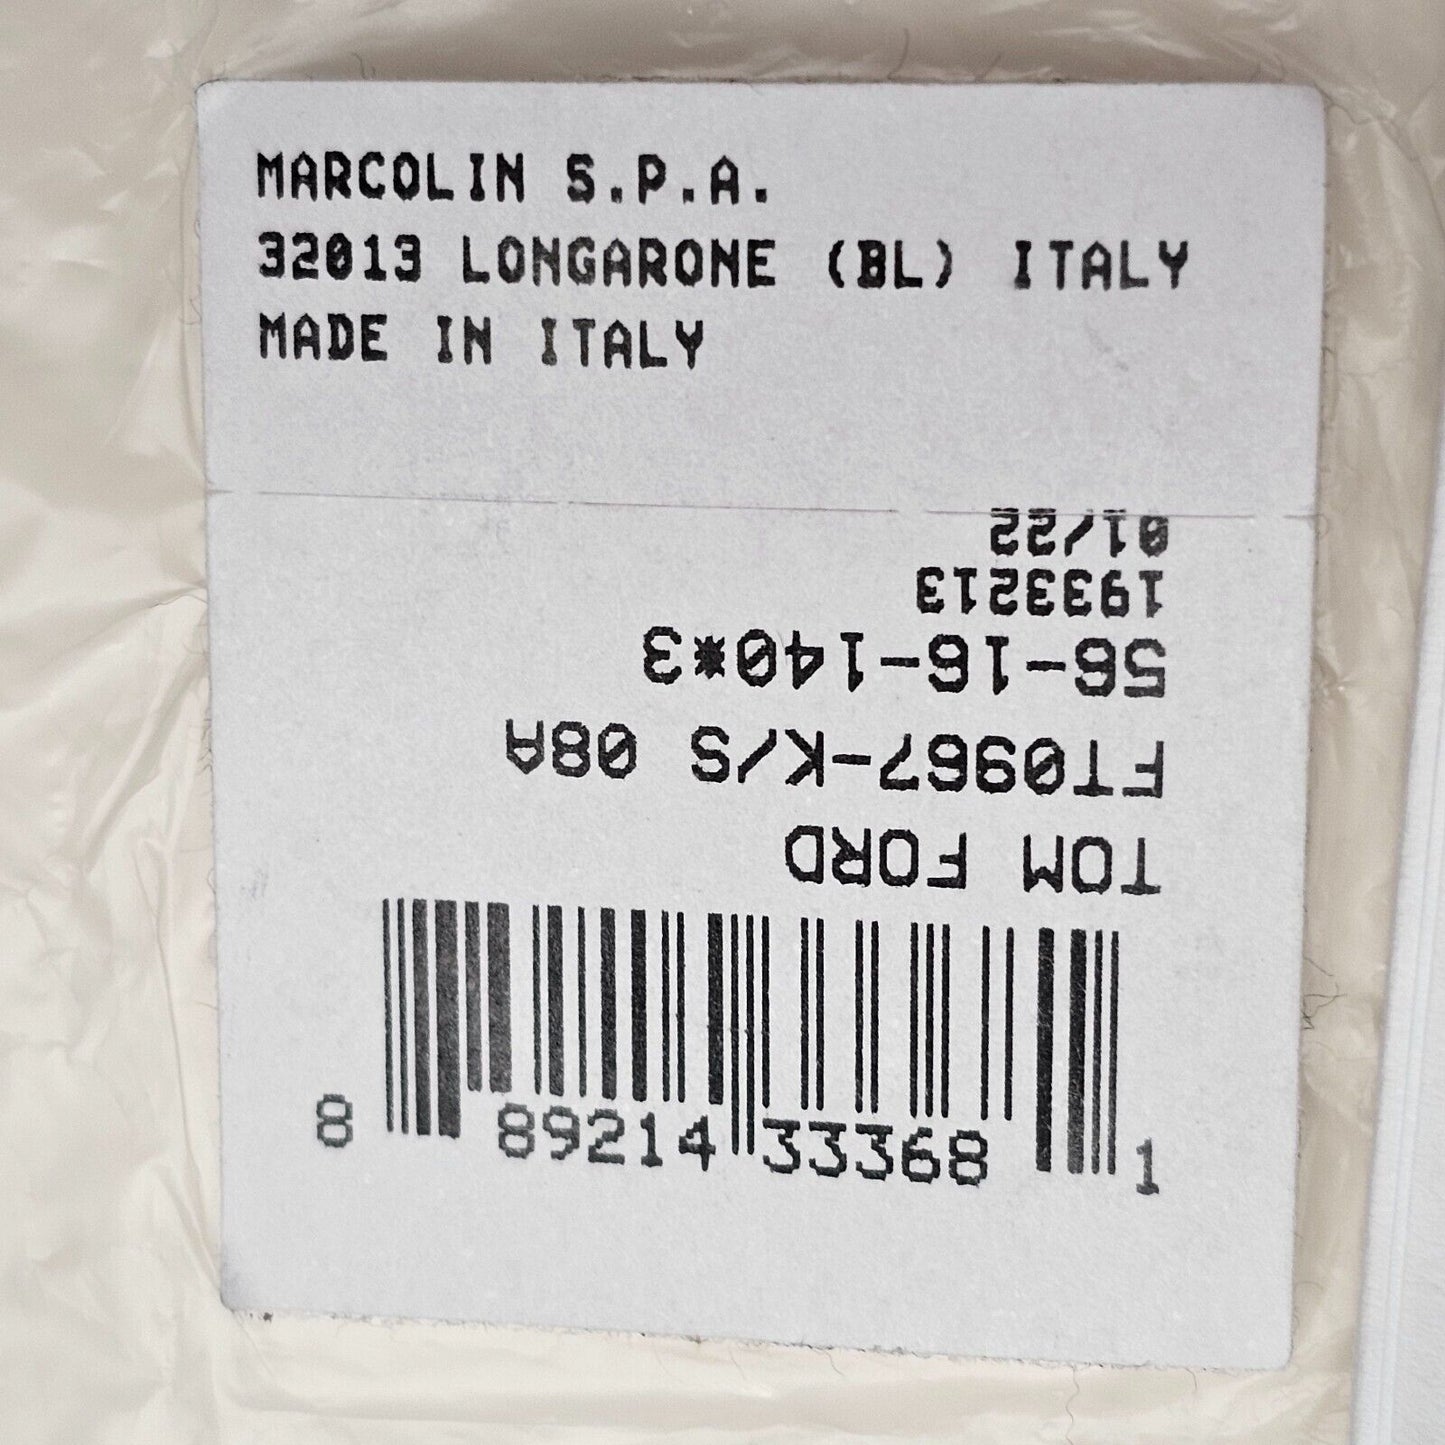 MARCOLIN S.P.A.
32013 LONGARONE (BL) ITALY
MADE IN ITALY
TOM FORD
FT0967-K/S 08A
56-16-140*3
1933213
01/22
8 89214 33368 1